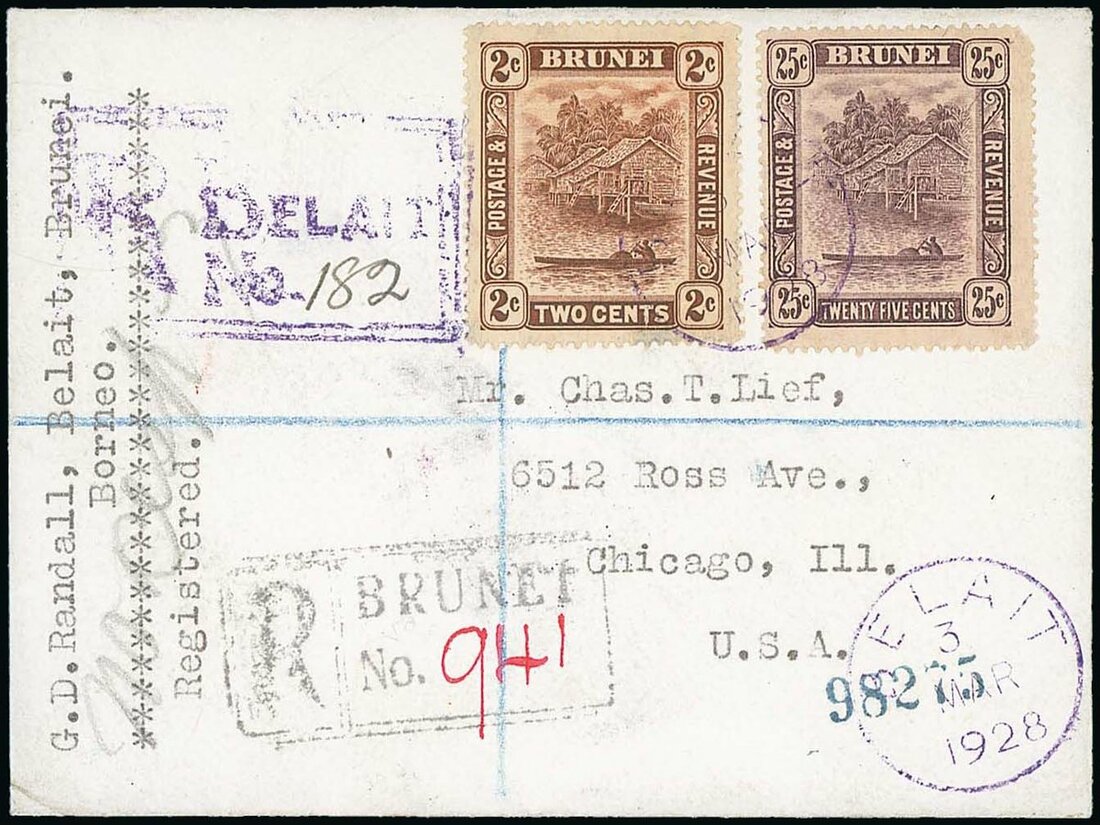 G.D.Randall, Belait, Brunei.
Borneo.
************************************
Registered.
R BELAIT
No. 182
2c BRUNEI 2c
POSTAGE & REVENUE
2c TWO CENTS 2c
25c BRUNEI 25c
POSTAGE & REVENUE
25c TWENTY FIVE CENTS 25c
Mr. Chas.T.Lief,
6512 Ross Ave.,
Chicago, Ill.
U.S.A.
R BRUNEI
No. 941
98275
BELAIT
3
MAR
1928